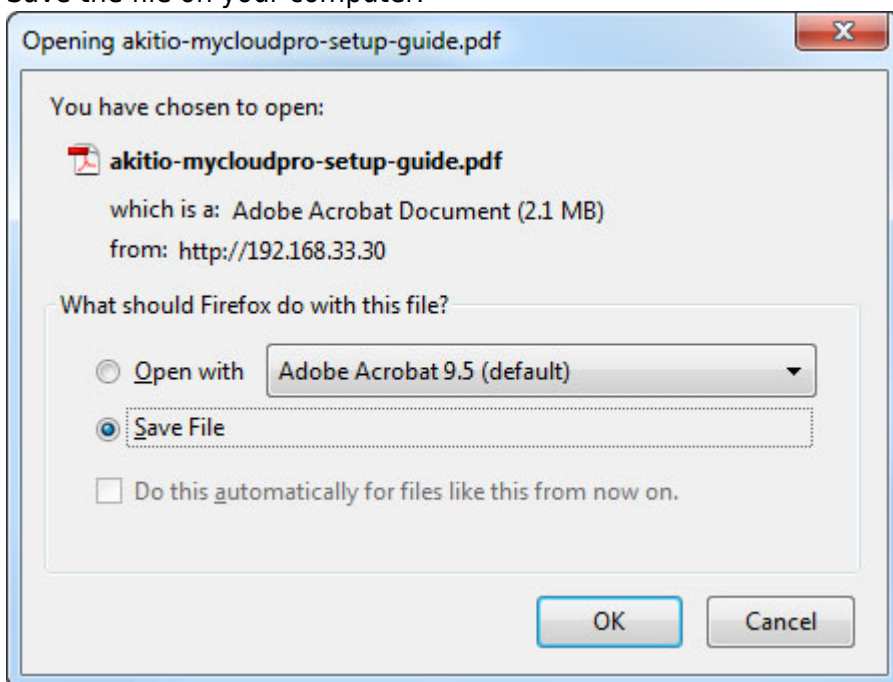 Save the file on your computer.
Opening akitio-mycloudpro-setup-guide.pdf
You have chosen to open:
akitio-mycloudpro-setup-guide.pdf
which is a: Adobe Acrobat Document (2.1 MB)
from: http://192.168.33.30
What should Firefox do with this file?
Open with Adobe Acrobat 9.5 (default)
Save File
Do this automatically for files like this from now on.
OK Cancel